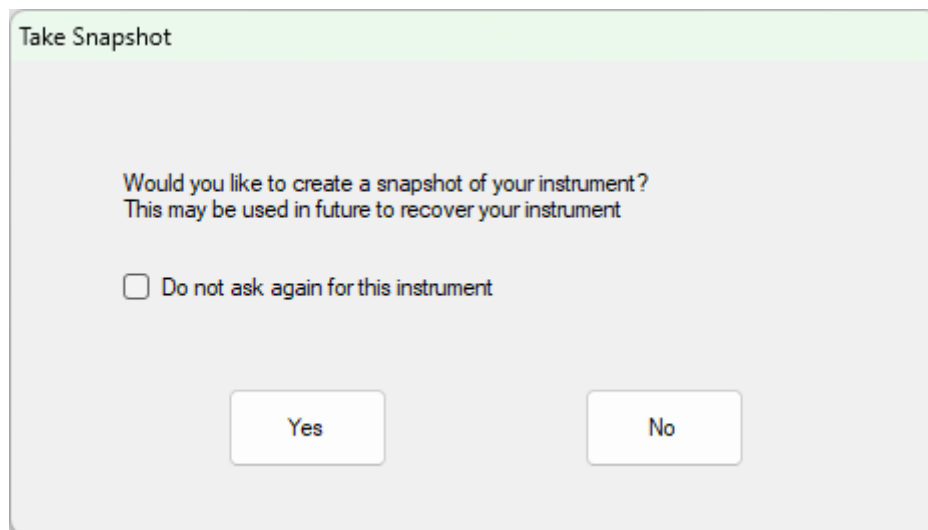 Take Snapshot
Would you like to create a snapshot of your instrument?
This may be used in future to recover your instrument
Do not ask again for this instrument
Yes
No